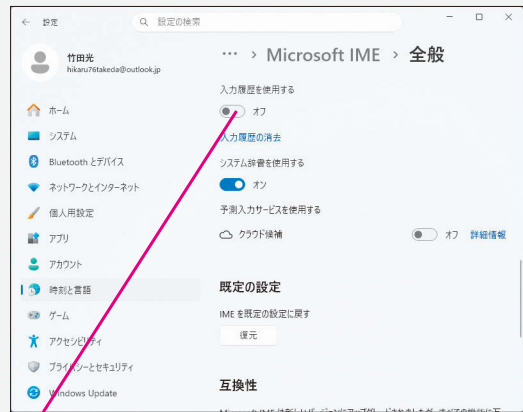 ← 設定
設定の検索
竹田光
hikaru76takeda@outlook.jp
ホーム
システム
Bluetooth とデバイス
ネットワークとインターネット
個人用設定
アプリ
アカウント
時刻と言語
ゲーム
アクセシビリティ
プライバシーとセキュリティ
Windows Update
… > Microsoft IME > 全般
入力履歴を使用する
オフ
入力履歴の消去
システム辞書を使用する
オン
予測入力サービスを使用する
クラウド候補 オフ 詳細情報
既定の設定
IME を既定の設定に戻す
復元
互換性